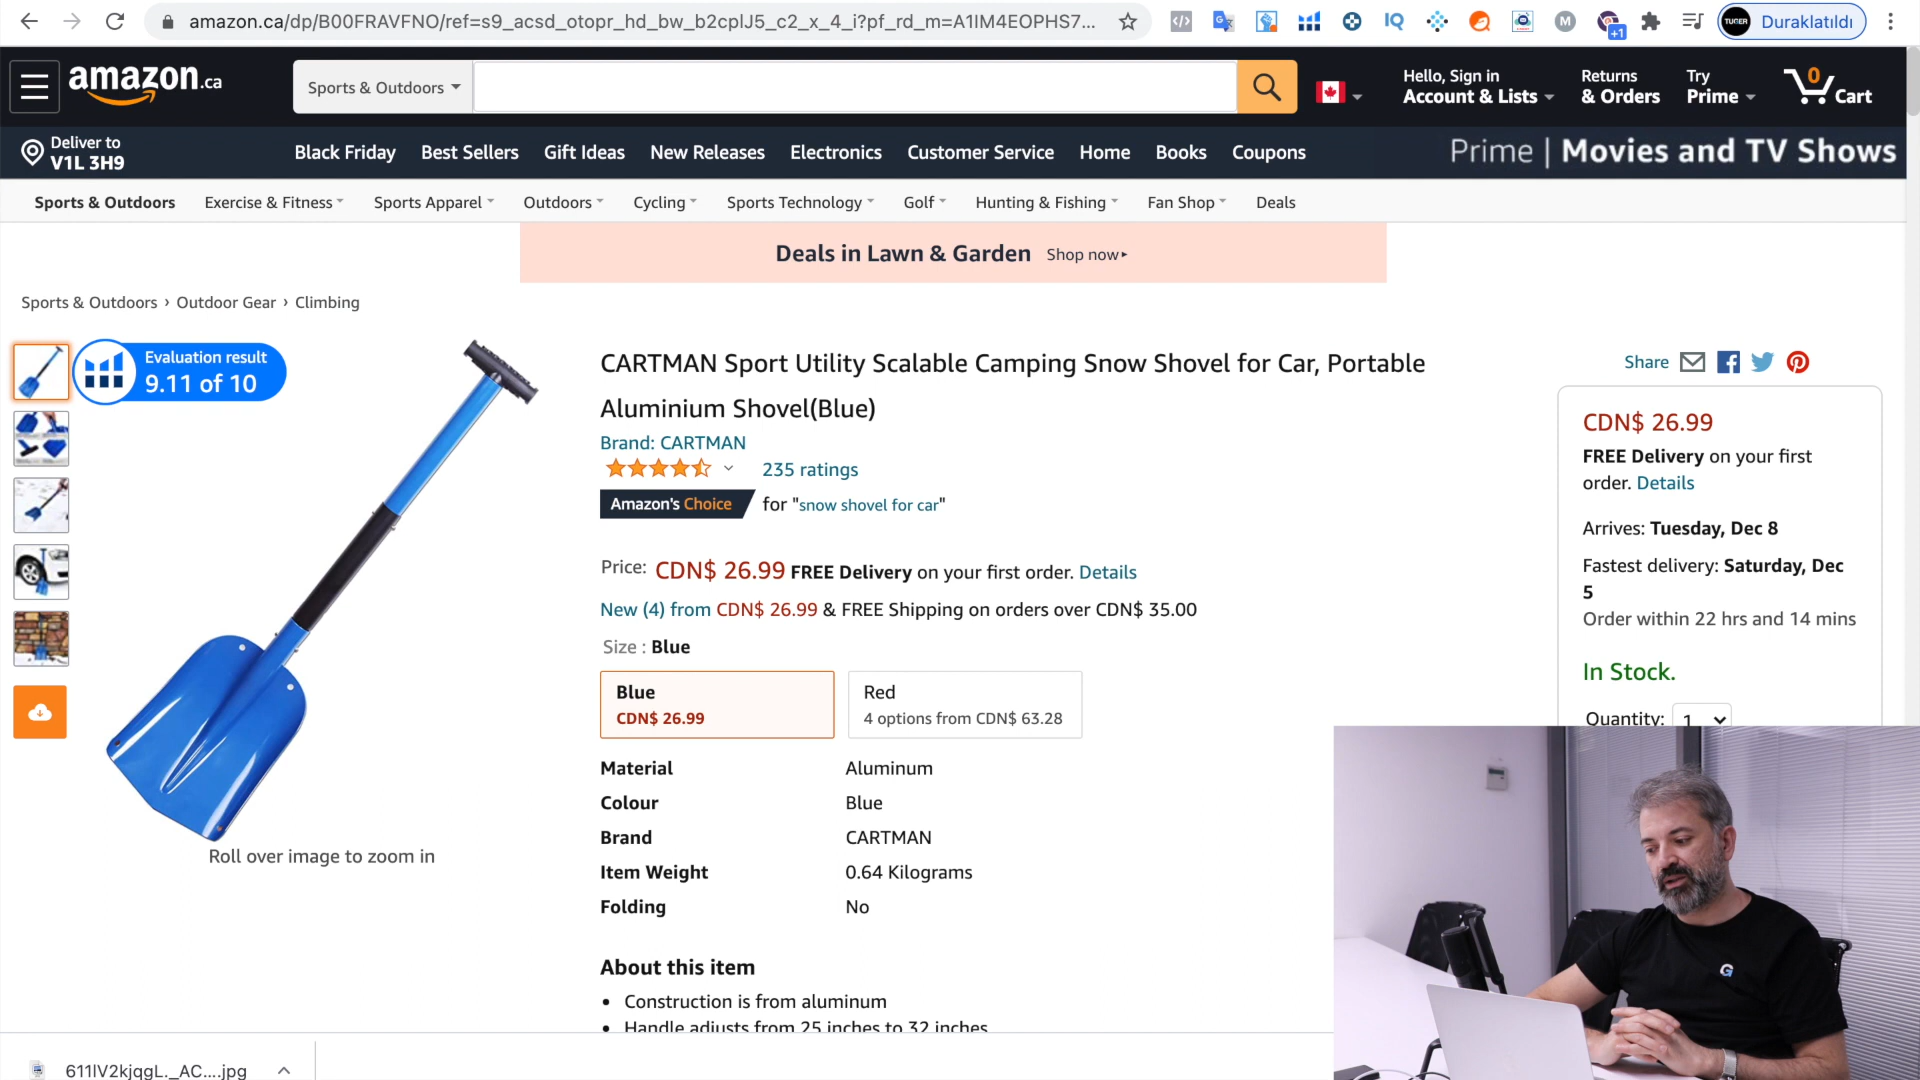 amazon.ca/dp/B00FRAVFNO/ref=s9_acsd_otopr_hd_bw_b2cpIJ5_c2_x_4_i?pf_rd_m=A1IM4EOPHS7...
IQ
M
+1
TUNER
Duraklatıldı
amazon.ca
Sports & Outdoors
Hello, Sign in
Account & Lists
Returns
& Orders
Try
Prime
0
Cart
Deliver to
V1L 3H9
Black Friday
Best Sellers
Gift Ideas
New Releases
Electronics
Customer Service
Home
Books
Coupons
Prime | Movies and TV Shows
Sports & Outdoors
Exercise & Fitness
Sports Apparel
Outdoors
Cycling
Sports Technology
Golf
Hunting & Fishing
Fan Shop
Deals
Deals in Lawn & Garden Shop now▸
Sports & Outdoors › Outdoor Gear › Climbing
Evaluation result
9.11 of 10
Roll over image to zoom in
CARTMAN Sport Utility Scalable Camping Snow Shovel for Car, Portable
Aluminium Shovel(Blue)
Brand: CARTMAN
235 ratings
Amazon's Choice for "snow shovel for car"
Price: CDN$ 26.99 FREE Delivery on your first order. Details
New (4) from CDN$ 26.99 & FREE Shipping on orders over CDN$ 35.00
Size : Blue
Blue
CDN$ 26.99
Red
4 options from CDN$ 63.28
Material Aluminum
Colour Blue
Brand CARTMAN
Item Weight 0.64 Kilograms
Folding No
About this item
• Construction is from aluminum
• Handle adjusts from 25 inches to 32 inches
Share
CDN$ 26.99
FREE Delivery on your first
order. Details
Arrives: Tuesday, Dec 8
Fastest delivery: Saturday, Dec
5
Order within 22 hrs and 14 mins
In Stock.
Quantity: 1
G
611lV2kjqgL._AC....jpg